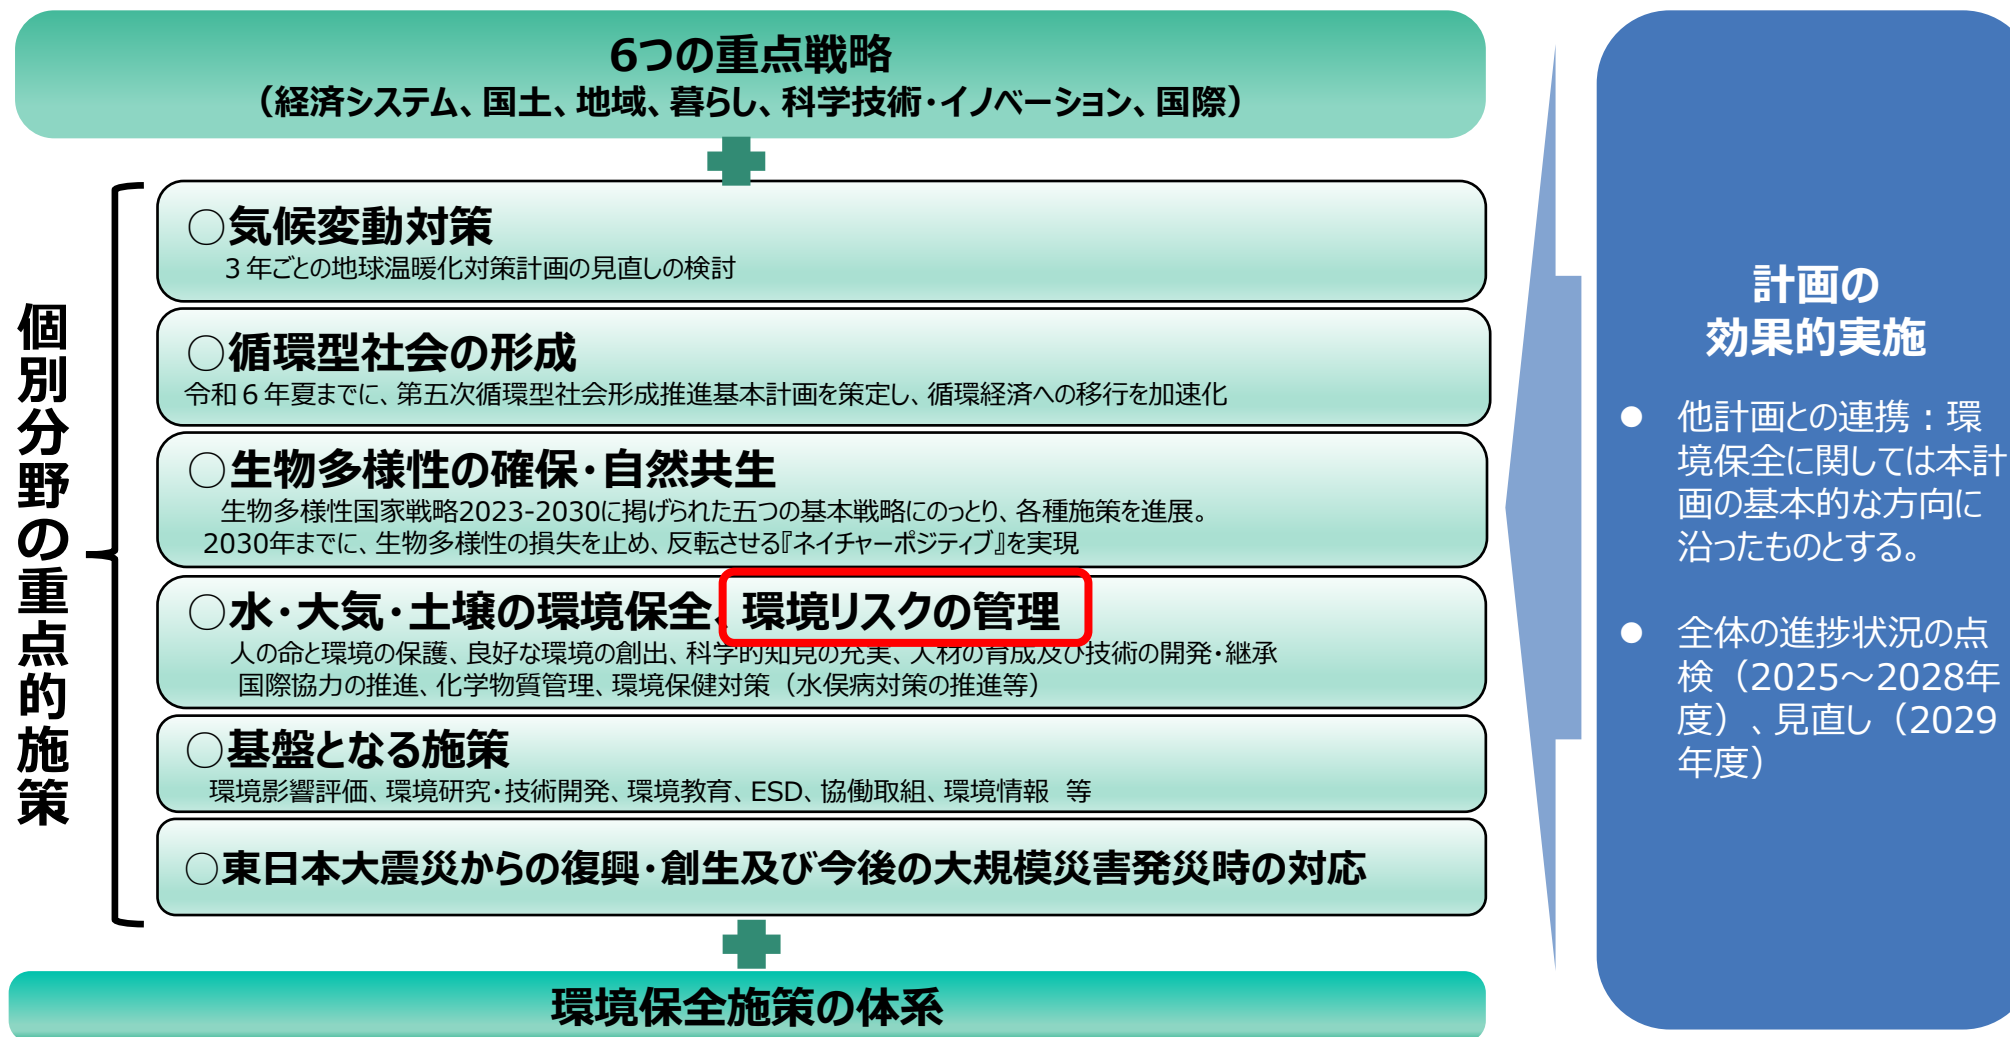 6つの重点戦略
（経済システム、国土、地域、暮らし、科学技術・イノベーション、国際）
個別分野の重点的施策
○気候変動対策
３年ごとの地球温暖化対策計画の見直しの検討
○循環型社会の形成
令和６年夏までに、第五次循環型社会形成推進基本計画を策定し、循環経済への移行を加速化
○生物多様性の確保・自然共生
生物多様性国家戦略2023-2030に掲げられた五つの基本戦略にのっとり、各種施策を進展。
2030年までに、生物多様性の損失を止め、反転させる『ネイチャーポジティブ』を実現
○水・大気・土壌の環境保全、環境リスクの管理
人の命と環境の保護、良好な環境の創出、科学的知見の充実、人材の育成及び技術の開発・継承
国際協力の推進、化学物質管理、環境保健対策（水俣病対策の推進等）
○基盤となる施策
環境影響評価、環境研究・技術開発、環境教育、ESD、協働取組、環境情報　等
○東日本大震災からの復興・創生及び今後の大規模災害発災時の対応
環境保全施策の体系
計画の
効果的実施
● 他計画との連携：環
境保全に関しては本計
画の基本的な方向に
沿ったものとする。
● 全体の進捗状況の点
検（2025～2028年
度）、見直し（2029
年度）